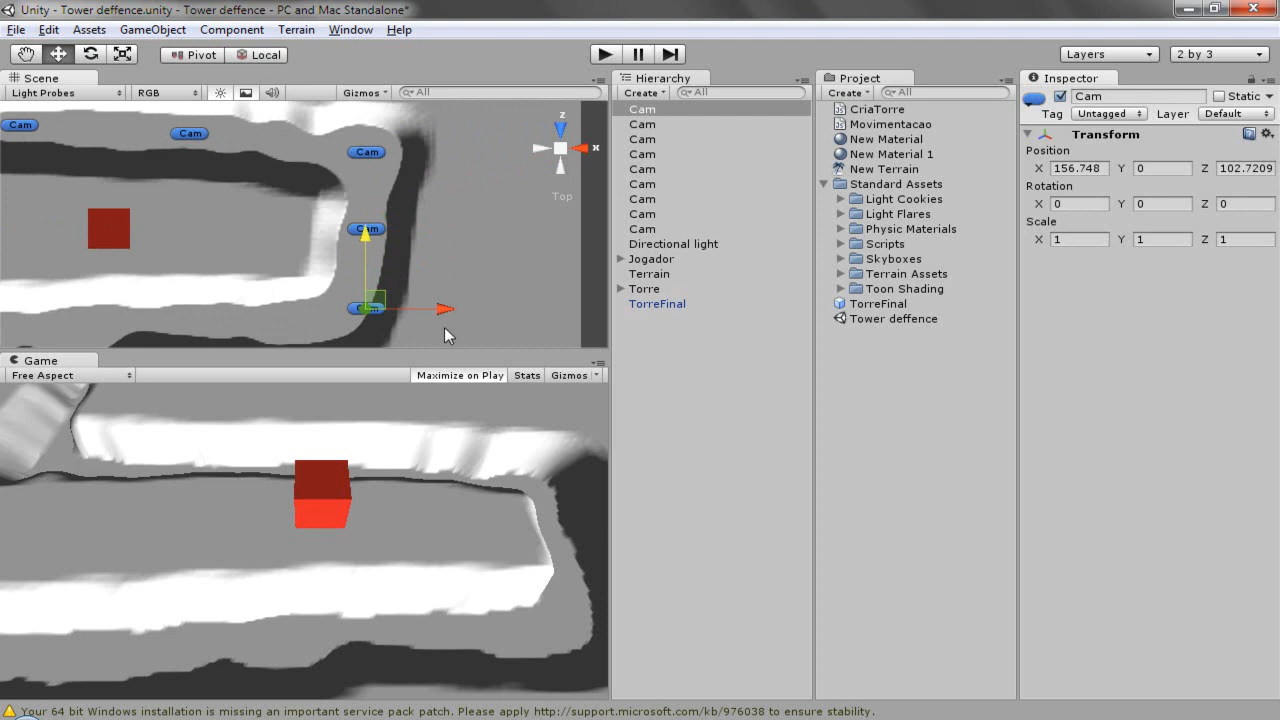 Unity - Tower deffence.unity - Tower deffence - PC and Mac Standalone*
File Edit Assets GameObject Component Terrain Window Help
Pivot Local Layers 2 by 3
Scene
Light Probes RGB Gizmos All
Cam
Cam
Cam
Cam
z
x
Top
Game
Free Aspect Maximize on Play Stats Gizmos
Hierarchy
Create All
Cam
Cam
Cam
Cam
Cam
Cam
Cam
Cam
Cam
Directional light
Jogador
Terrain
Torre
TorreFinal
Project
Create All
CriaTorre
Movimentacao
New Material
New Material 1
New Terrain
Standard Assets
Light Cookies
Light Flares
Physic Materials
Scripts
Skyboxes
Terrain Assets
Toon Shading
TorreFinal
Tower deffence
Inspector
Cam Static
Tag Untagged Layer Default
Transform
Position
X 156.748 Y 0 Z 102.7209
Rotation
X 0 Y 0 Z 0
Scale
X 1 Y 1 Z 1
Your 64 bit Windows installation is missing an important service pack patch. Please apply http://support.microsoft.com/kb/976038 to ensure stability.